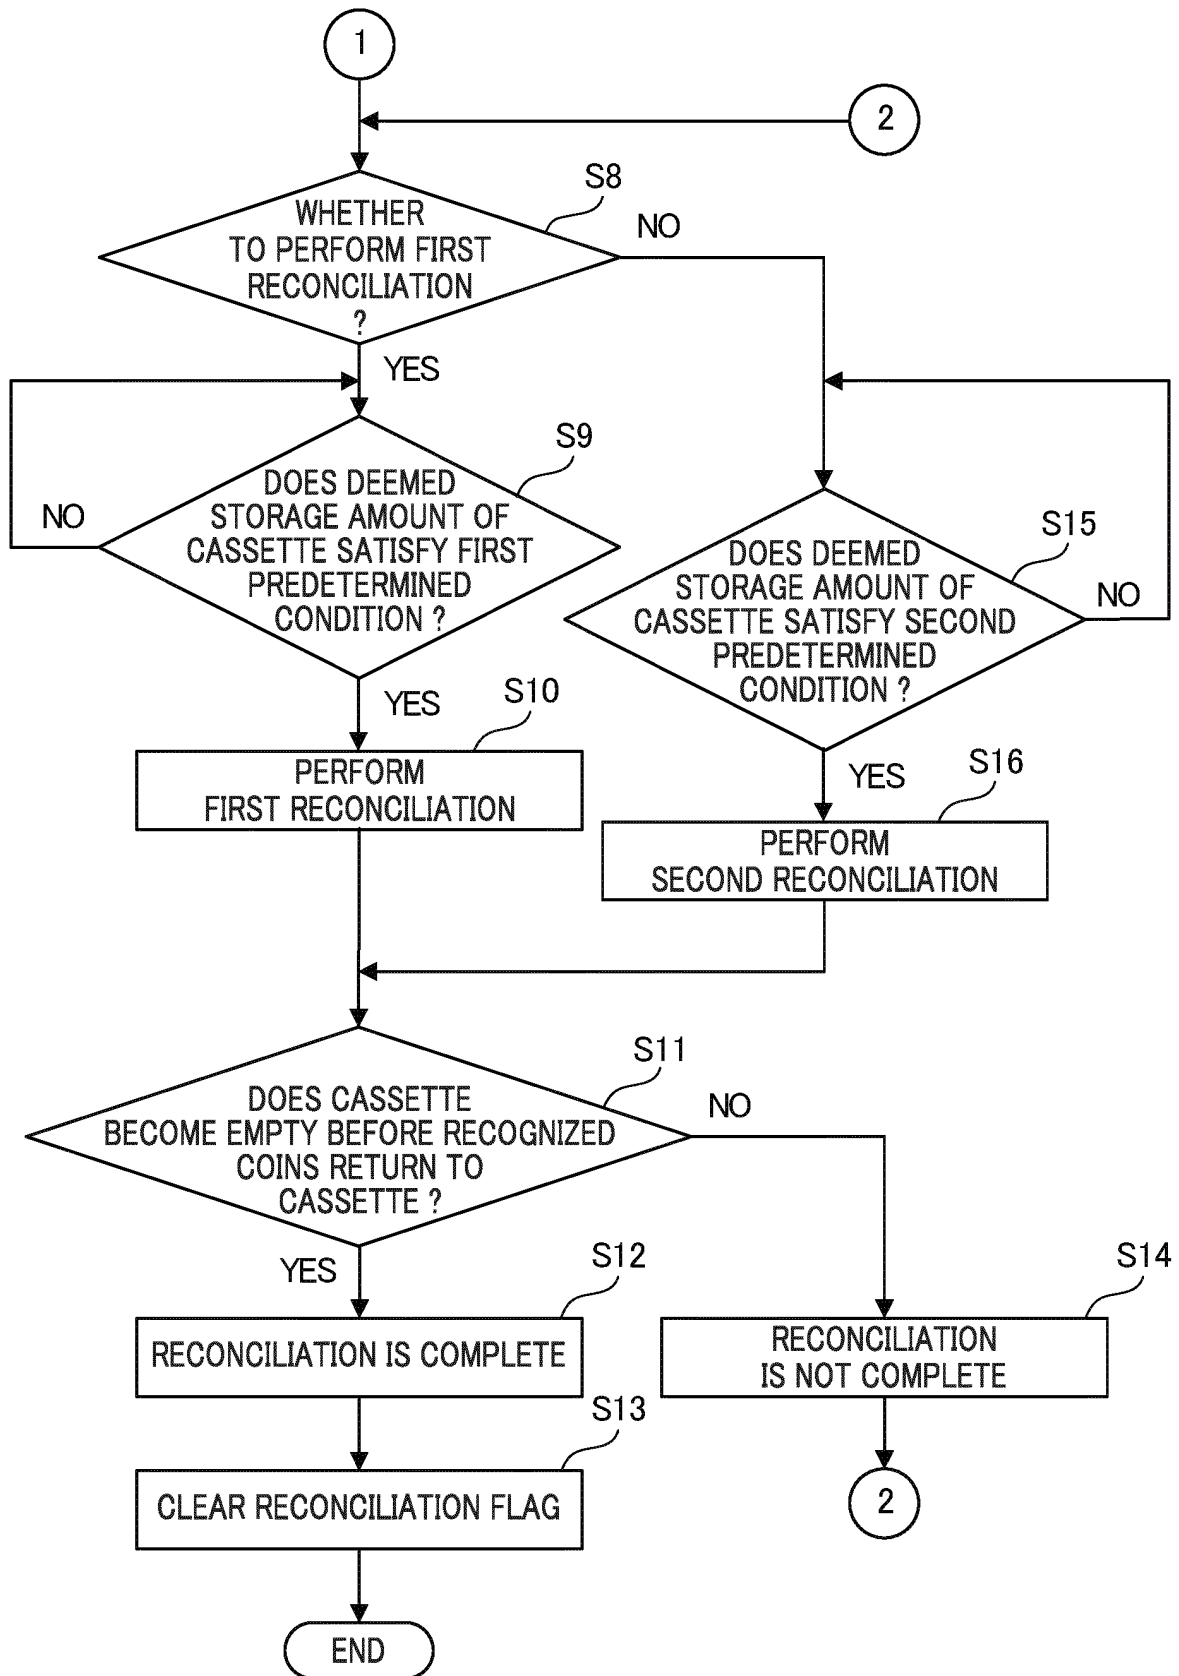 1
2
S8
WHETHER
TO PERFORM FIRST
RECONCILIATION
?
NO
YES
S9
DOES DEEMED
STORAGE AMOUNT OF
CASSETTE SATISFY FIRST
PREDETERMINED
CONDITION ?
NO
YES
S15
DOES DEEMED
STORAGE AMOUNT OF
CASSETTE SATISFY SECOND
PREDETERMINED
CONDITION ?
NO
YES
S10
PERFORM
FIRST RECONCILIATION
S16
PERFORM
SECOND RECONCILIATION
S11
DOES CASSETTE
BECOME EMPTY BEFORE RECOGNIZED
COINS RETURN TO
CASSETTE ?
NO
YES
S12
RECONCILIATION IS COMPLETE
S14
RECONCILIATION
IS NOT COMPLETE
S13
CLEAR RECONCILIATION FLAG
2
END